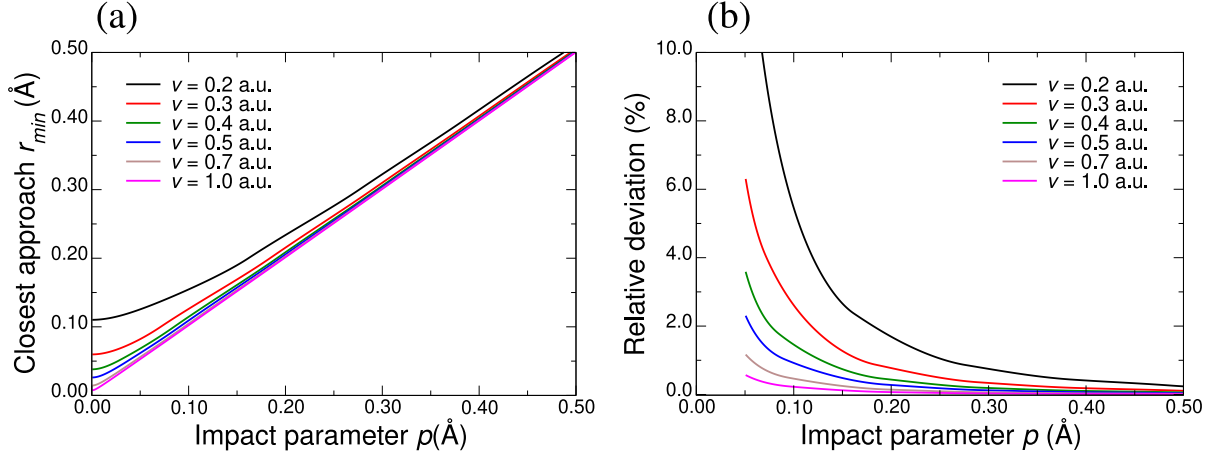 (a)
0.50
0.40
0.30
0.20
0.10
0.00
Closest approach r_min (Å)
v = 0.2 a.u.
v = 0.3 a.u.
v = 0.4 a.u.
v = 0.5 a.u.
v = 0.7 a.u.
v = 1.0 a.u.
0.00 0.10 0.20 0.30 0.40 0.50
Impact parameter p(Å)
(b)
10.0
8.0
6.0
4.0
2.0
0.0
Relative deviation (%)
v = 0.2 a.u.
v = 0.3 a.u.
v = 0.4 a.u.
v = 0.5 a.u.
v = 0.7 a.u.
v = 1.0 a.u.
0.00 0.10 0.20 0.30 0.40 0.50
Impact parameter p (Å)